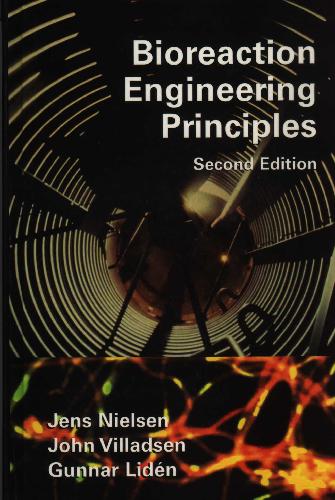 Bioreaction
Engineering
Principles
Second Edition
Jens Nielsen
John Villadsen
Gunnar Lidén